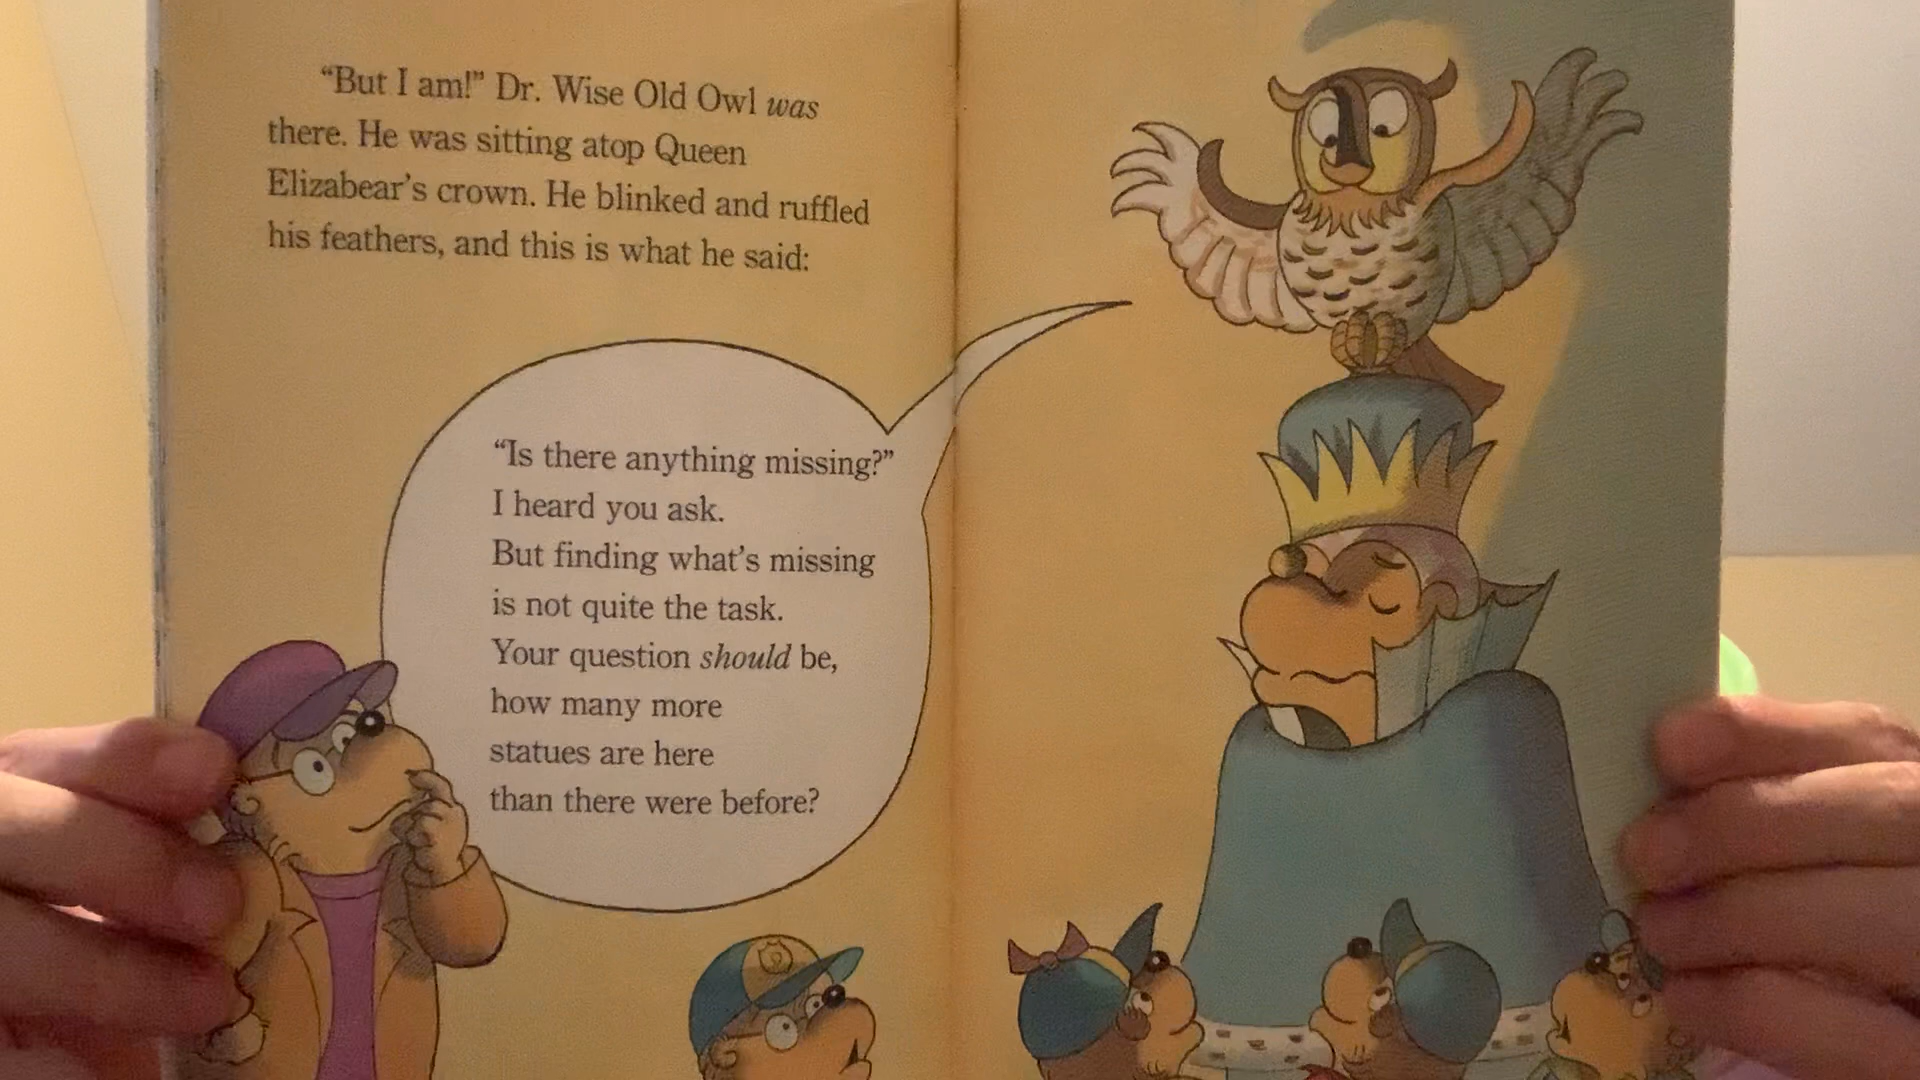 “But I am!” Dr. Wise Old Owl was
there. He was sitting atop Queen
Elizabear’s crown. He blinked and ruffled
his feathers, and this is what he said:
“Is there anything missing?”
I heard you ask.
But finding what’s missing
is not quite the task.
Your question should be,
how many more
statues are here
than there were before?